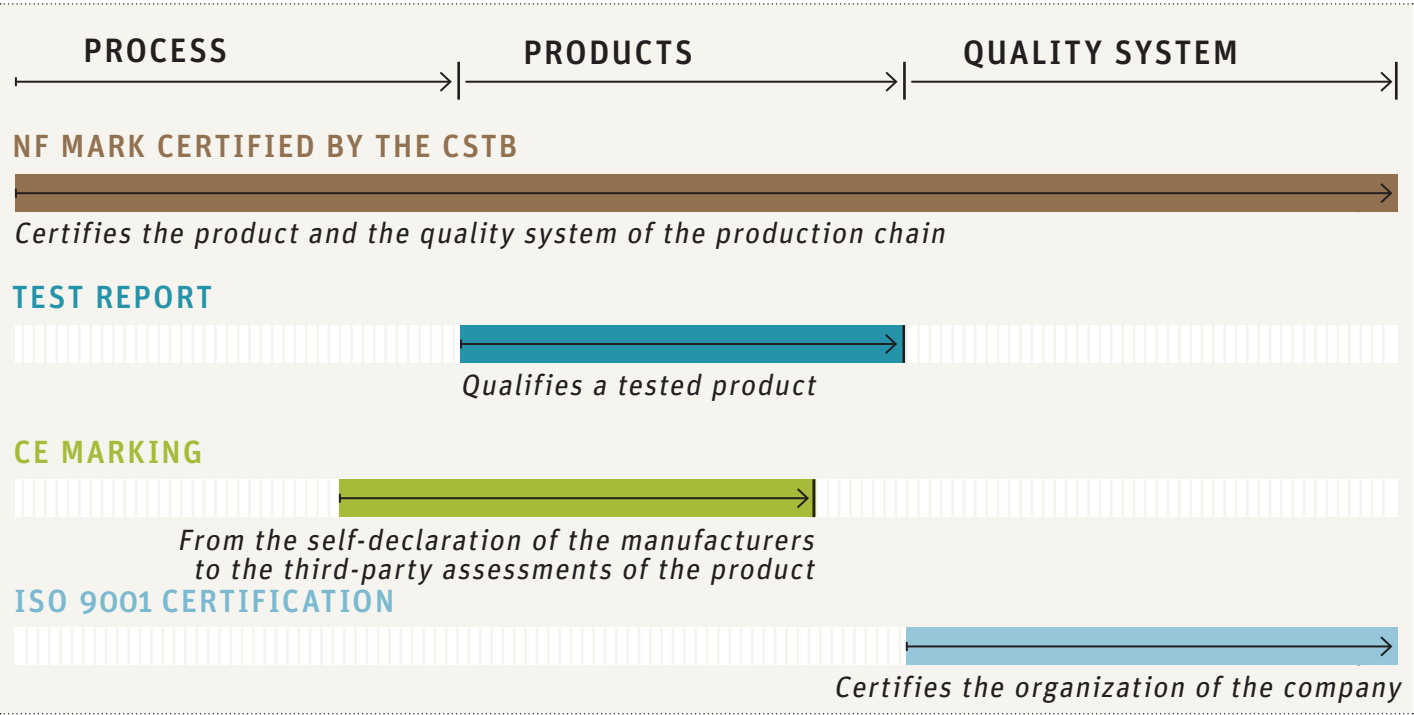 PROCESS
PRODUCTS
QUALITY SYSTEM
NF MARK CERTIFIED BY THE CSTB
Certifies the product and the quality system of the production chain
TEST REPORT
Qualifies a tested product
CE MARKING
From the self-declaration of the manufacturers
to the third-party assessments of the product
ISO 9001 CERTIFICATION
Certifies the organization of the company